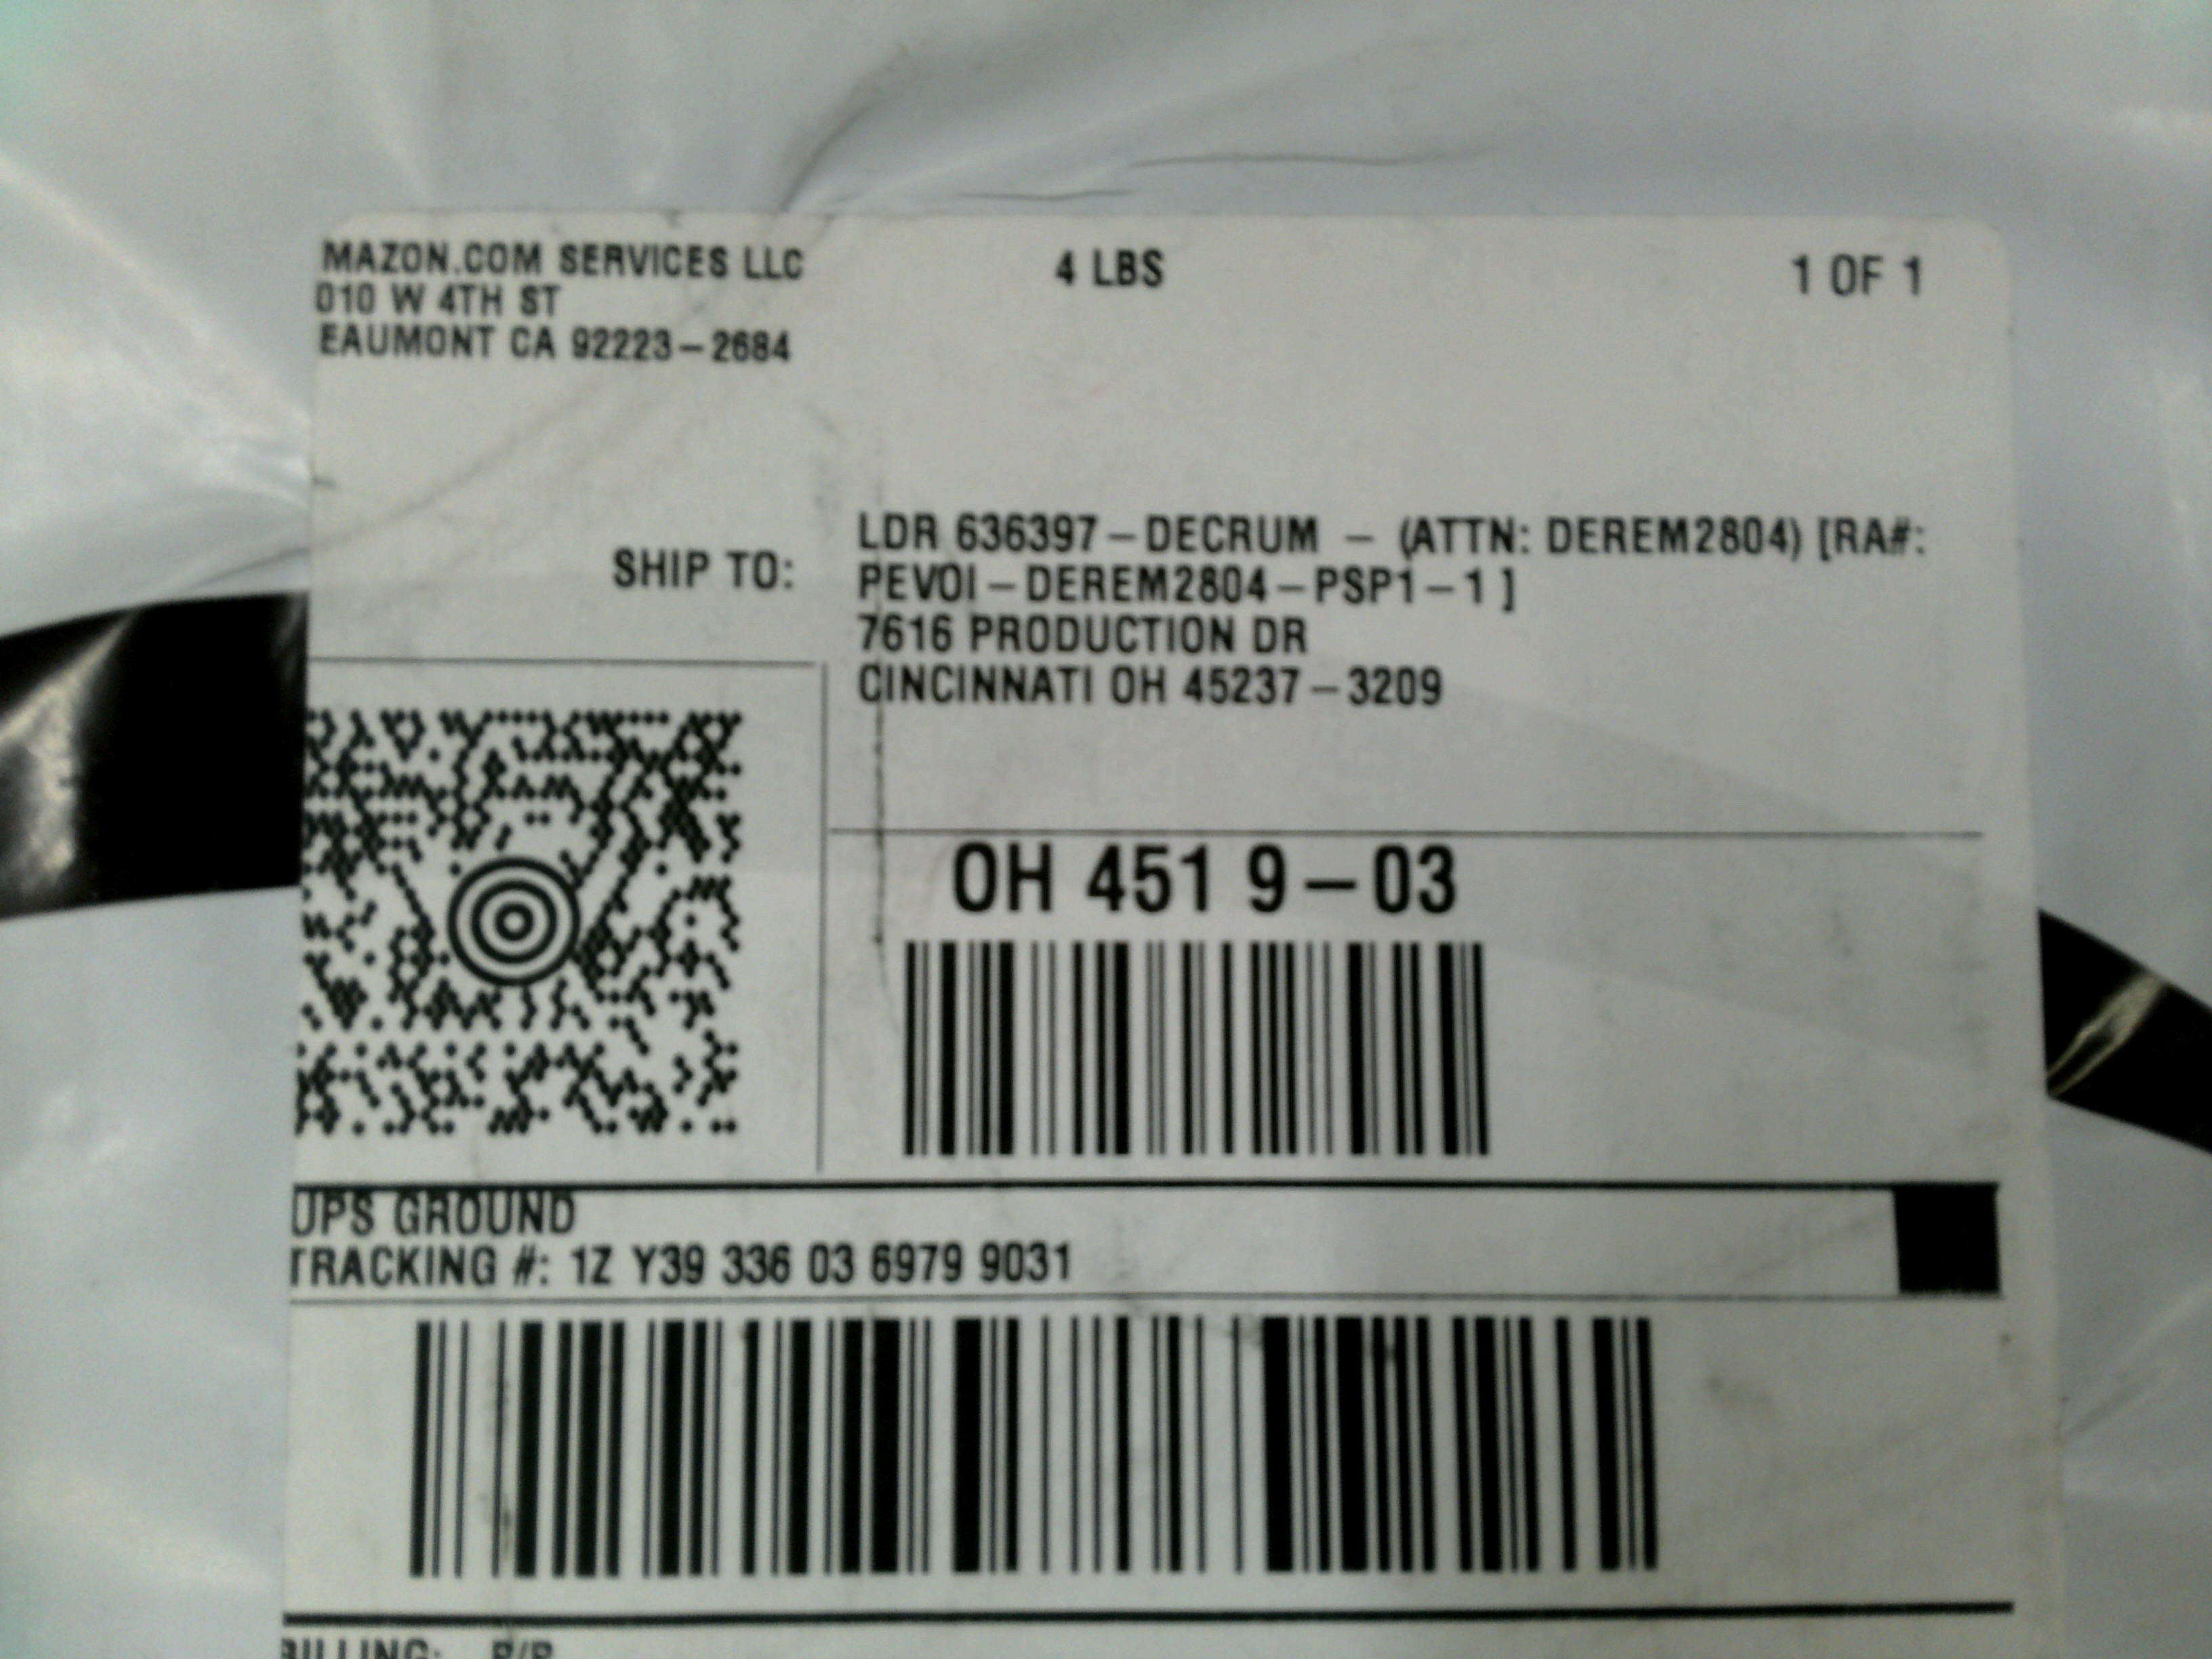 MAZON.COM SERVICES LLC
010 W 4TH ST
EAUMONT CA 92223-2684
4 LBS
1 OF 1
SHIP TO:
LDR 636397-DECRUM - (ATTN: DEREM2804) [RA#:
PEVOI-DEREM2804-PSP1-1 ]
7616 PRODUCTION DR
CINCINNATI OH 45237-3209
OH 451 9-03
UPS GROUND
TRACKING #: 1Z Y39 336 03 6979 9031
BILLING: P/P